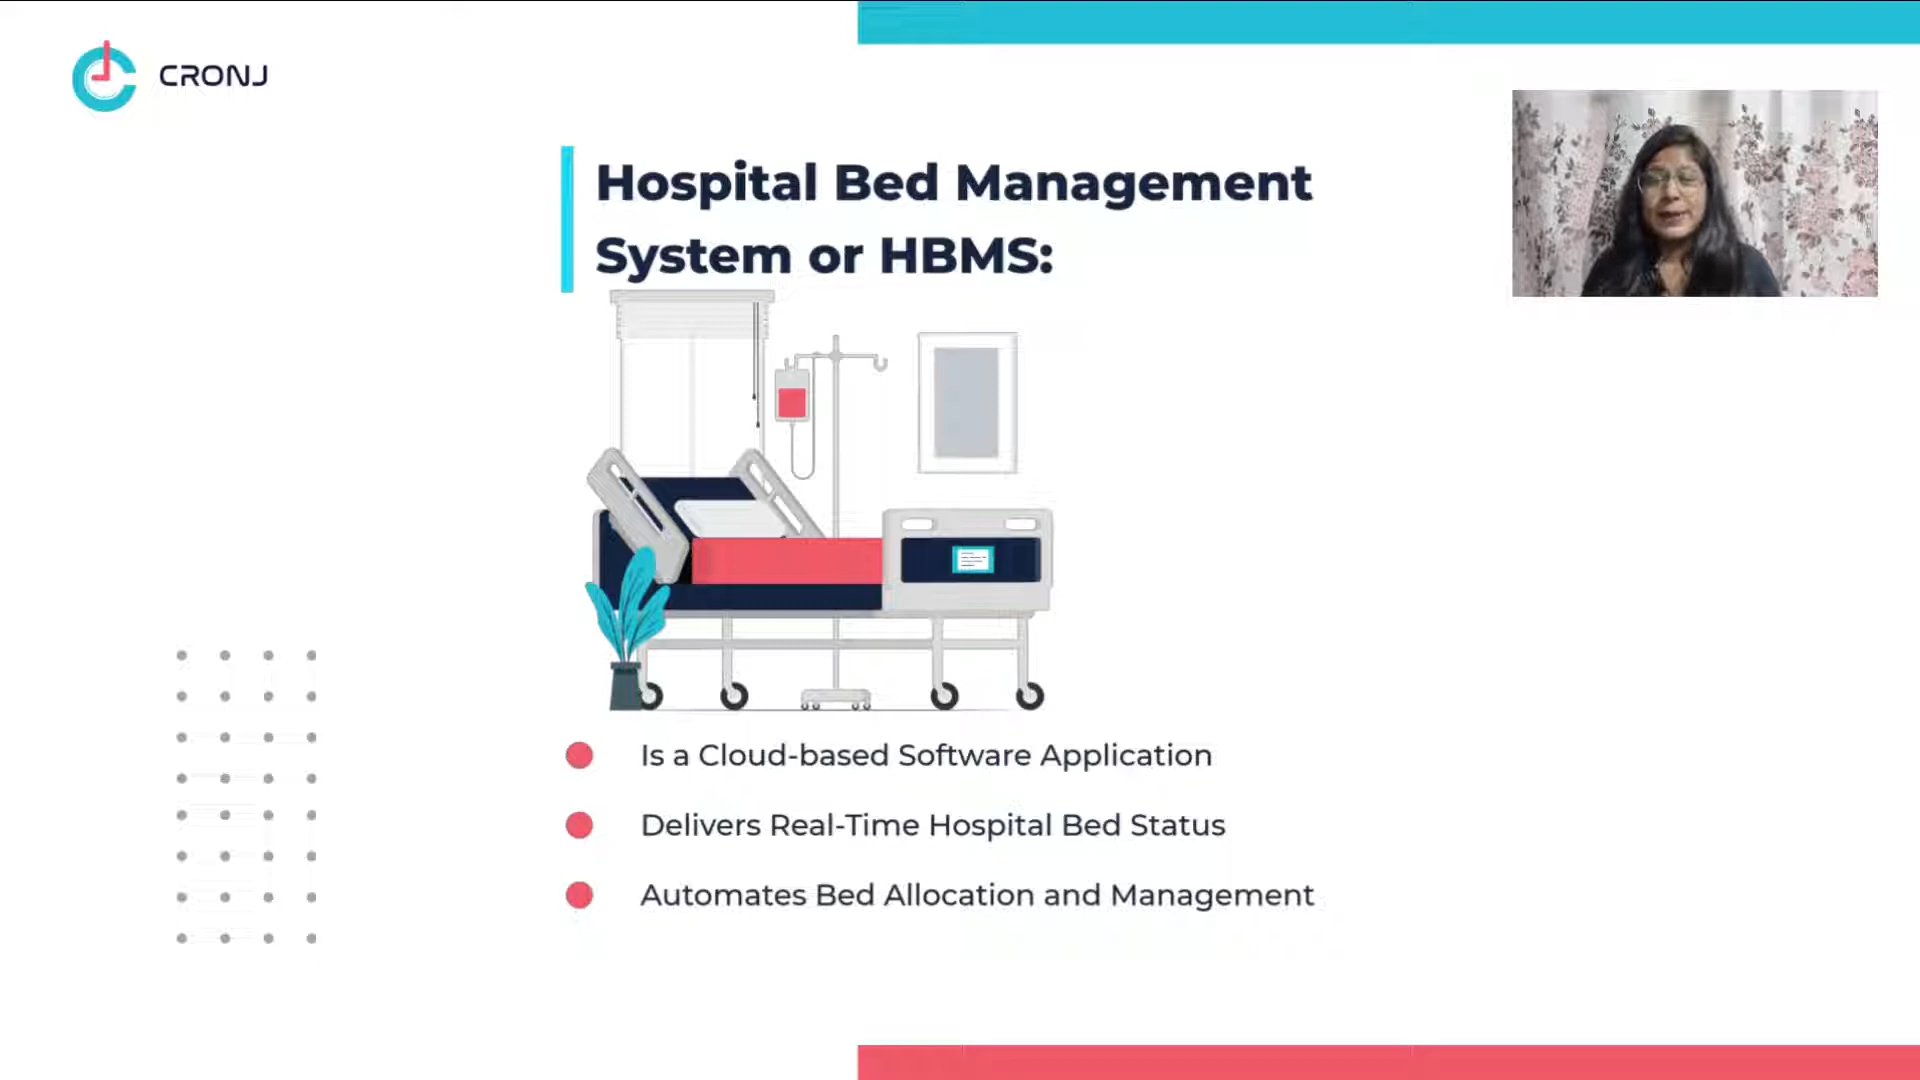 CRONJ
Hospital Bed Management
System or HBMS:
Is a Cloud-based Software Application
Delivers Real-Time Hospital Bed Status
Automates Bed Allocation and Management